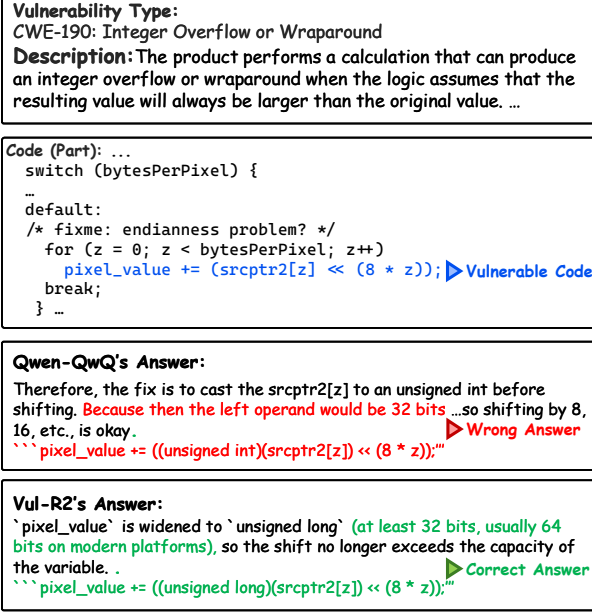 Vulnerability Type:
CWE-190: Integer Overflow or Wraparound
Description: The product performs a calculation that can produce
an integer overflow or wraparound when the logic assumes that the
resulting value will always be larger than the original value. …
Code (Part): ...
switch (bytesPerPixel) {
…
default:
/* fixme: endianness problem? */
for (z = 0; z < bytesPerPixel; z++)
pixel_value += (srcptr2[z] << (8 * z)); Vulnerable Code
break;
} …
Qwen-QwQ's Answer:
Therefore, the fix is to cast the srcptr2[z] to an unsigned int before
shifting. Because then the left operand would be 32 bits …so shifting by 8,
16, etc., is okay. Wrong Answer
```pixel_value += ((unsigned int)(srcptr2[z]) << (8 * z));'''
Vul-R2's Answer:
`pixel_value` is widened to `unsigned long` (at least 32 bits, usually 64
bits on modern platforms), so the shift no longer exceeds the capacity of
the variable. . Correct Answer
```pixel_value += ((unsigned long)(srcptr2[z]) << (8 * z));'''